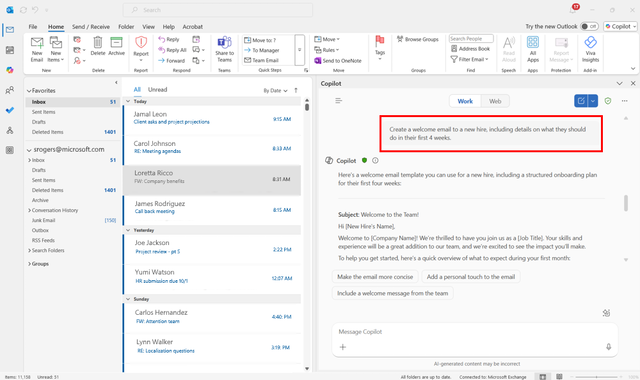 Search
17
File Home Send / Receive Folder View Help Acrobat
Try the new Outlook Off Copilot
New Email
New Items
Delete
Archive
Report
Reply
Reply All
Forward
Share to Teams
Move to: ?
To Manager
Team Email
Move
Rules
Send to OneNote
Tags
Browse Groups
Search People
Address Book
Filter Email
Read Aloud
All Apps
Protection
Viva Insights
New
Delete
Report
Respond
Teams
Quick Steps
Move
Groups
Find
Speech
Apps
Protection
Add-in
Favorites
Inbox 51
Sent Items
Drafts
Deleted Items 1401
srogers@microsoft.com
Inbox 51
Drafts
Sent Items
Deleted Items 1401
Archive
Conversation History
Junk Email [150]
Outbox
RSS Feeds
Search Folders
Groups
All Unread By Date
Today
Jamal Leon
Client asks and project projections 9:15 AM
Carol Johnson
RE: Meeting agendas 8:33 AM
Loretta Ricco
FW: Company benefits 8:31 AM
James Rodriguez
Call back meeting 8:15 AM
Yesterday
Joe Jackson
Project review - pt 5 2:22 PM
Yumi Watson
HR submission due 10/1 12:07 AM
Sunday
Carlos Hernandez
FW: Attention team 4:40 PM
Lynn Walker
RE: Localisation questions 3:19 PM
Copilot
Work Web
Create a welcome email to a new hire, including details on what they should
do in their first 4 weeks.
Copilot
Here's a welcome email template you can use for a new hire, including a structured onboarding
plan for their first four weeks:
Subject: Welcome to the Team!
Hi [New Hire's Name],
Welcome to [Company Name]! We're thrilled to have you join us as a [Job Title]. Your skills and
experience will be a great addition to our team, and we're excited to see the impact you'll make.
To help you get started, here's a quick overview of what to expect during your first month:
Make the email more concise
Add a personal touch to the email
Include a welcome message from the team
Message Copilot
AI-generated content may be incorrect
Items: 11,108 Unread: 51
All folders are up to date. Connected to: Microsoft Exchange